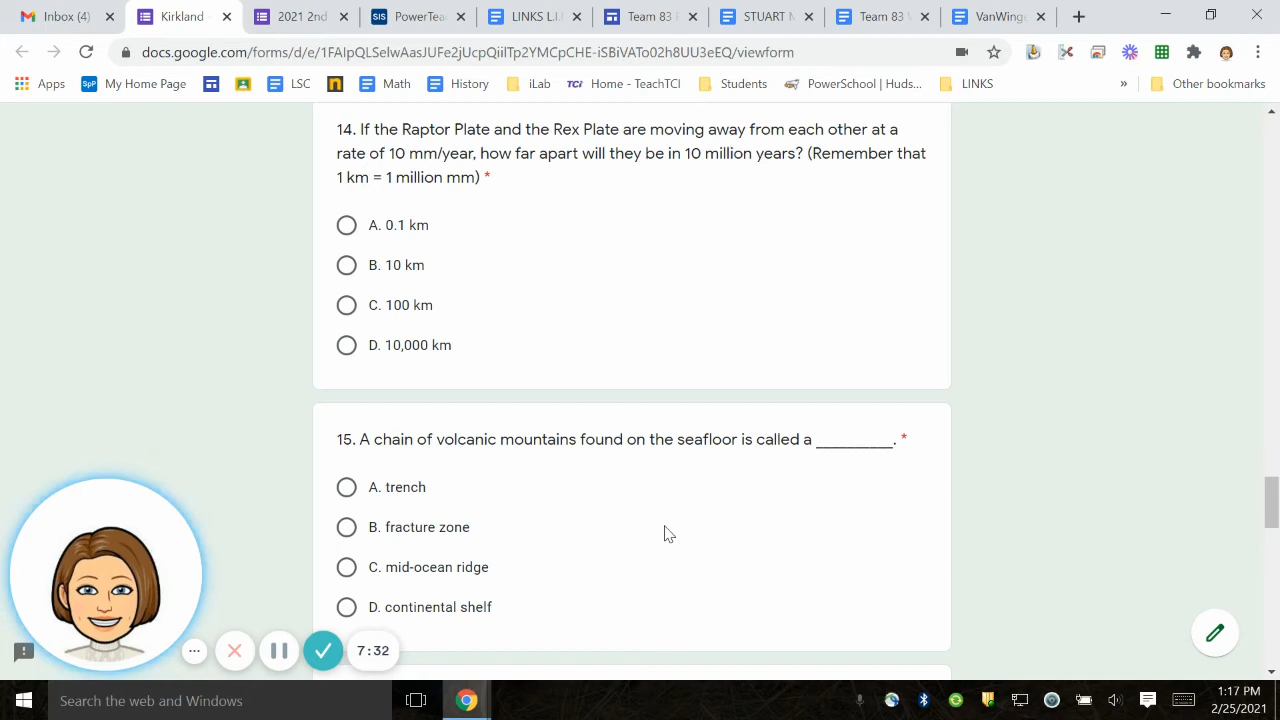 Inbox (4)
Kirkland
2021 2nd
PowerTea
LINKS L
Team 83
STUART
Team 83
VanWing
docs.google.com/forms/d/e/1FAIpQLSelwAasJUFe2iUcpQiilTp2YMCpCHE-iSBiVATo02h8UU3eEQ/viewform
Apps
My Home Page
LSC
Math
History
iLab
TCi
Home - TeachTCI
Students
PowerSchool | Huds...
LINKS
»
Other bookmarks
14. If the Raptor Plate and the Rex Plate are moving away from each other at a
rate of 10 mm/year, how far apart will they be in 10 million years? (Remember that
1 km = 1 million mm) *
A. 0.1 km
B. 10 km
C. 100 km
D. 10,000 km
15. A chain of volcanic mountains found on the seafloor is called a __________. *
A. trench
B. fracture zone
C. mid-ocean ridge
D. continental shelf
7:32
Search the web and Windows
1:17 PM
2/25/2021